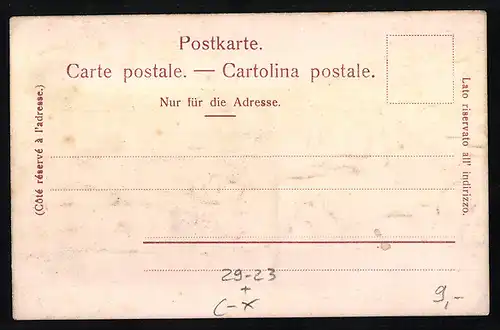 Postkarte.
Carte postale. — Cartolina postale.
Nur für die Adresse.
(Côté réservé à l'adresse.)
Lato riservato all' indirizzo.
29-23
+
C-X
9,-